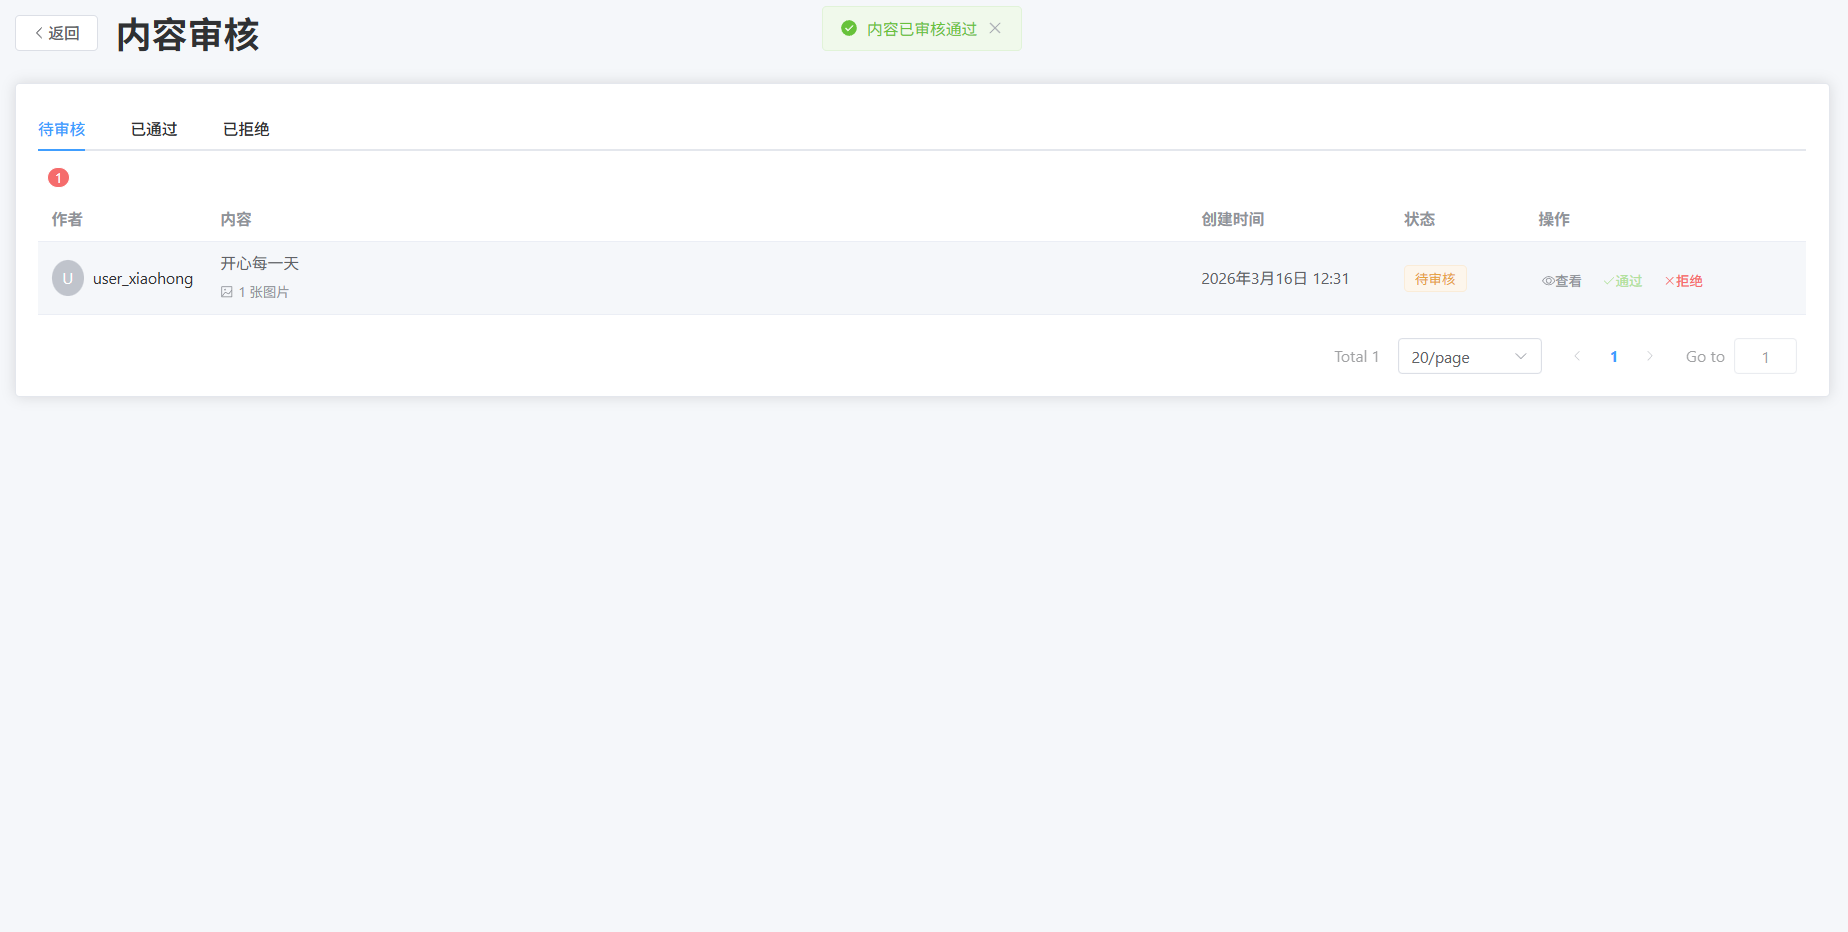 返回
内容审核
内容已审核通过
待审核 已通过 已拒绝
1
作者 内容 创建时间 状态 操作
U user_xiaohong 开心每一天 2026年3月16日 12:31 待审核 查看 通过 拒绝
1 张图片
Total 1 20/page 1 Go to 1